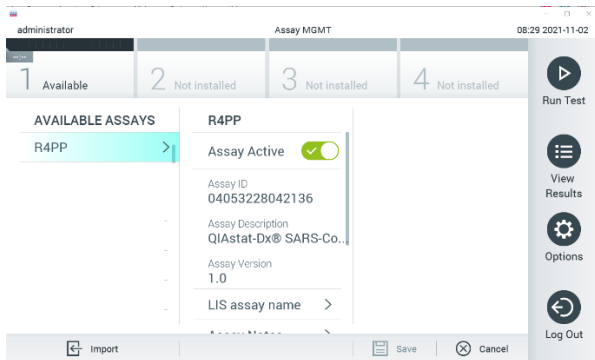 administrator Assay MGMT 08:29 2021-11-02
1 Available 2 Not installed 3 Not installed 4 Not installed
Run Test
AVAILABLE ASSAYS R4PP
R4PP
Assay Active
View
Results
Assay ID
04053228042136
Assay Description
QIAstat-Dx® SARS-Co...
Options
Assay Version
1.0
LIS assay name
Assay Notes
Log Out
Import Save Cancel